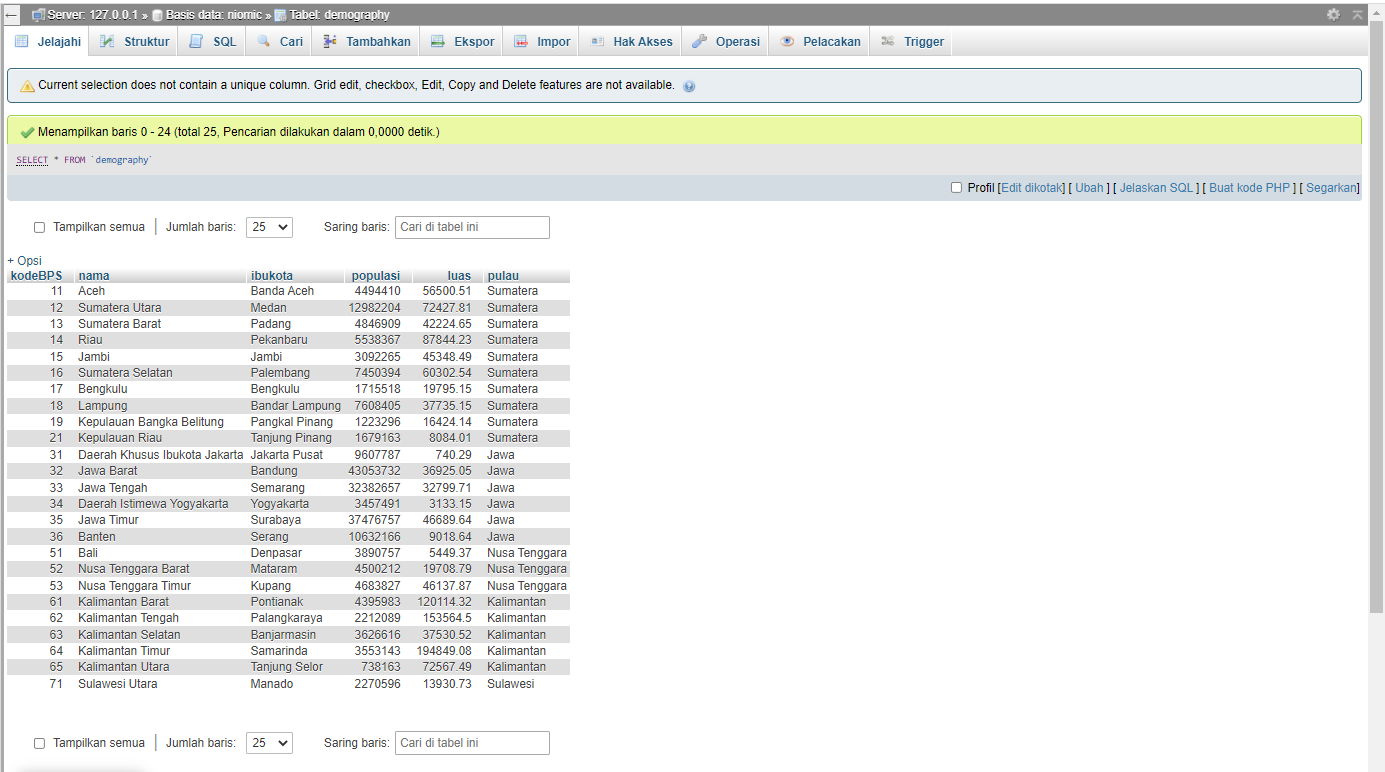 Server: 127.0.0.1 » Basis data: niomic » Tabel: demography
Jelajahi Struktur SQL Cari Tambahkan Ekspor Impor Hak Akses Operasi Pelacakan Trigger
Current selection does not contain a unique column. Grid edit, checkbox, Edit, Copy and Delete features are not available.
Menampilkan baris 0 - 24 (total 25, Pencarian dilakukan dalam 0,0000 detik.)
SELECT * FROM `demography`
Profil [Edit dikotak] [ Ubah ] [ Jelaskan SQL ] [ Buat kode PHP ] [ Segarkan]
Tampilkan semua | Jumlah baris: 25 Saring baris: Cari di tabel ini
+ Opsi
kodeBPS nama ibukota populasi luas pulau
11 Aceh Banda Aceh 4494410 56500.51 Sumatera
12 Sumatera Utara Medan 12982204 72427.81 Sumatera
13 Sumatera Barat Padang 4846909 42224.65 Sumatera
14 Riau Pekanbaru 5538367 87844.23 Sumatera
15 Jambi Jambi 3092265 45348.49 Sumatera
16 Sumatera Selatan Palembang 7450394 60302.54 Sumatera
17 Bengkulu Bengkulu 1715518 19795.15 Sumatera
18 Lampung Bandar Lampung 7608405 37735.15 Sumatera
19 Kepulauan Bangka Belitung Pangkal Pinang 1223296 16424.14 Sumatera
21 Kepulauan Riau Tanjung Pinang 1679163 8084.01 Sumatera
31 Daerah Khusus Ibukota Jakarta Jakarta Pusat 9607787 740.29 Jawa
32 Jawa Barat Bandung 43053732 36925.05 Jawa
33 Jawa Tengah Semarang 32382657 32799.71 Jawa
34 Daerah Istimewa Yogyakarta Yogyakarta 3457491 3133.15 Jawa
35 Jawa Timur Surabaya 37476757 46689.64 Jawa
36 Banten Serang 10632166 9018.64 Jawa
51 Bali Denpasar 3890757 5449.37 Nusa Tenggara
52 Nusa Tenggara Barat Mataram 4500212 19708.79 Nusa Tenggara
53 Nusa Tenggara Timur Kupang 4683827 46137.87 Nusa Tenggara
61 Kalimantan Barat Pontianak 4395983 120114.32 Kalimantan
62 Kalimantan Tengah Palangkaraya 2212089 153564.5 Kalimantan
63 Kalimantan Selatan Banjarmasin 3626616 37530.52 Kalimantan
64 Kalimantan Timur Samarinda 3553143 194849.08 Kalimantan
65 Kalimantan Utara Tanjung Selor 738163 72567.49 Kalimantan
71 Sulawesi Utara Manado 2270596 13930.73 Sulawesi
Tampilkan semua | Jumlah baris: 25 Saring baris: Cari di tabel ini